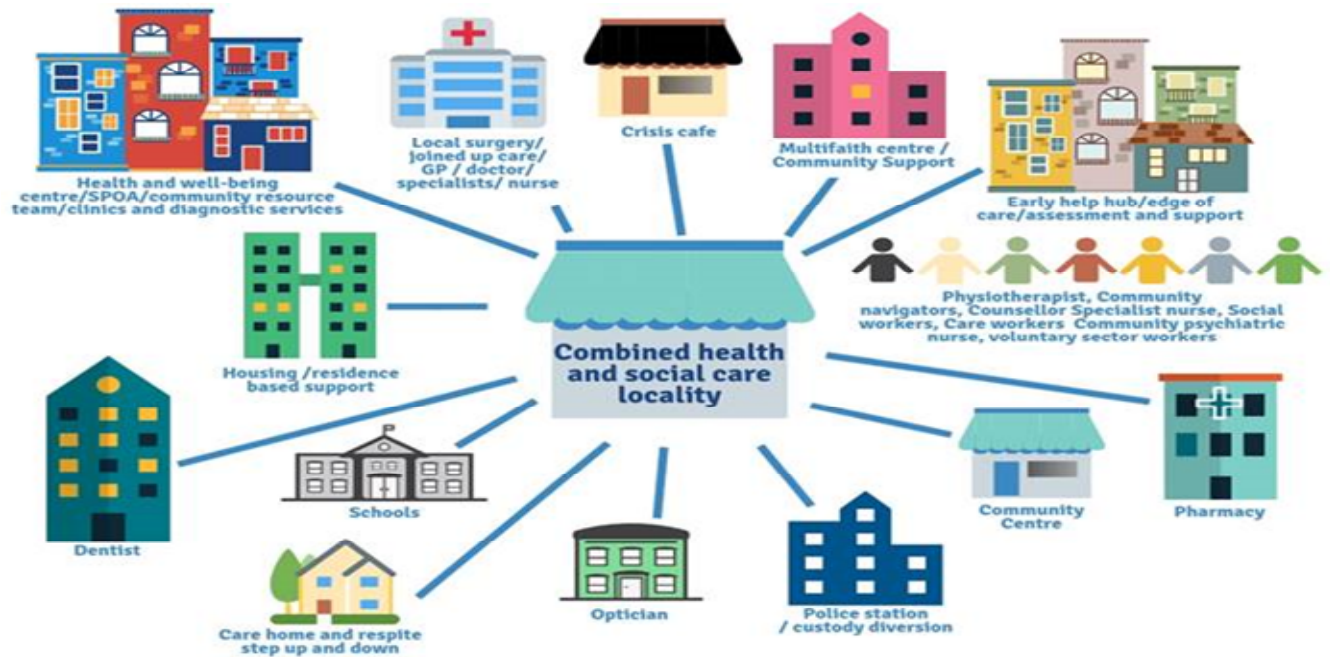 Health and well-being
centre/SPOA/community resource
team/clinics and diagnostic services
Local surgery/
joined up care/
GP / doctor/
specialists/ nurse
Crisis cafe
Multifaith centre /
Community Support
Early help hub/edge of
care/assessment and support
Physiotherapist, Community
navigators, Counsellor Specialist nurse, Social
workers, Care workers Community psychiatric
nurse, voluntary sector workers
Housing /residence
based support
Combined health
and social care
locality
Dentist
Schools
Community
Centre
Pharmacy
Care home and respite
step up and down
Optician
Police station
/ custody diversion